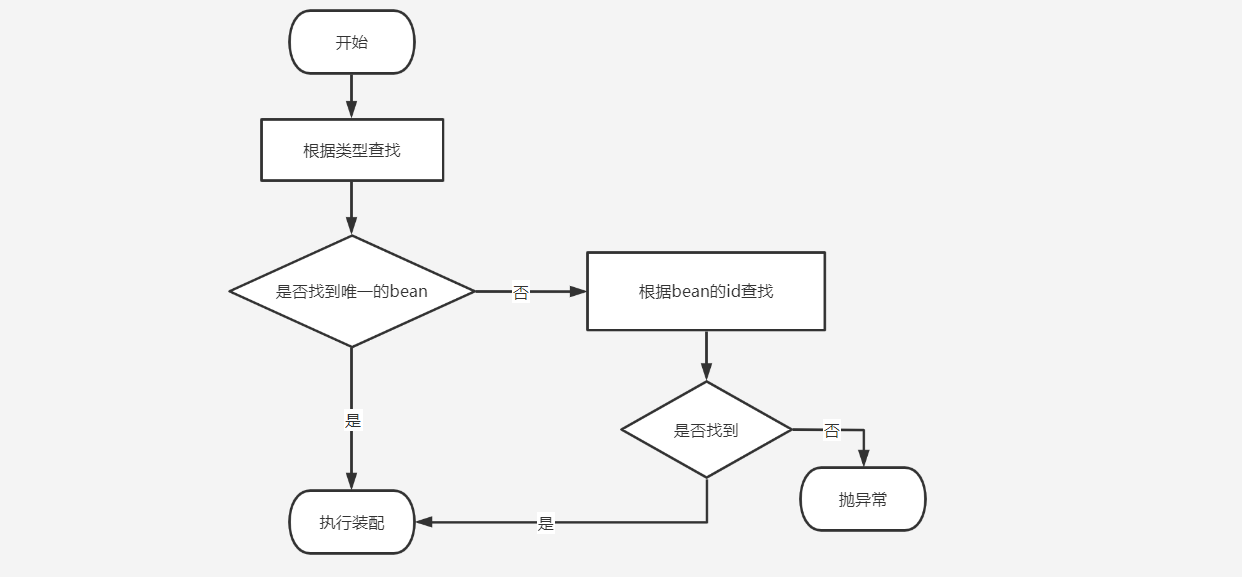 开始
根据类型查找
是否找到唯一的bean
否
根据bean的id查找
是
是否找到
否
抛异常
执行装配
是